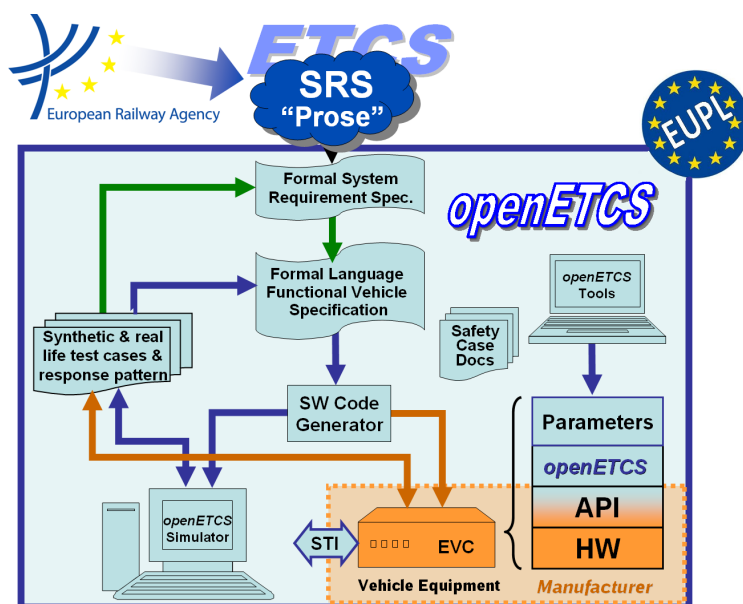 ETCS
SRS
“Prose”
European Railway Agency
EUPL
Formal System
Requirement Spec.
openETCS
Formal Language
Functional Vehicle
Specification
openETCS
Tools
Synthetic & real
life test cases &
response pattern
Safety
Case
Docs
SW Code
Generator
Parameters
openETCS
API
HW
openETCS
Simulator
STI
EVC
Vehicle Equipment
Manufacturer